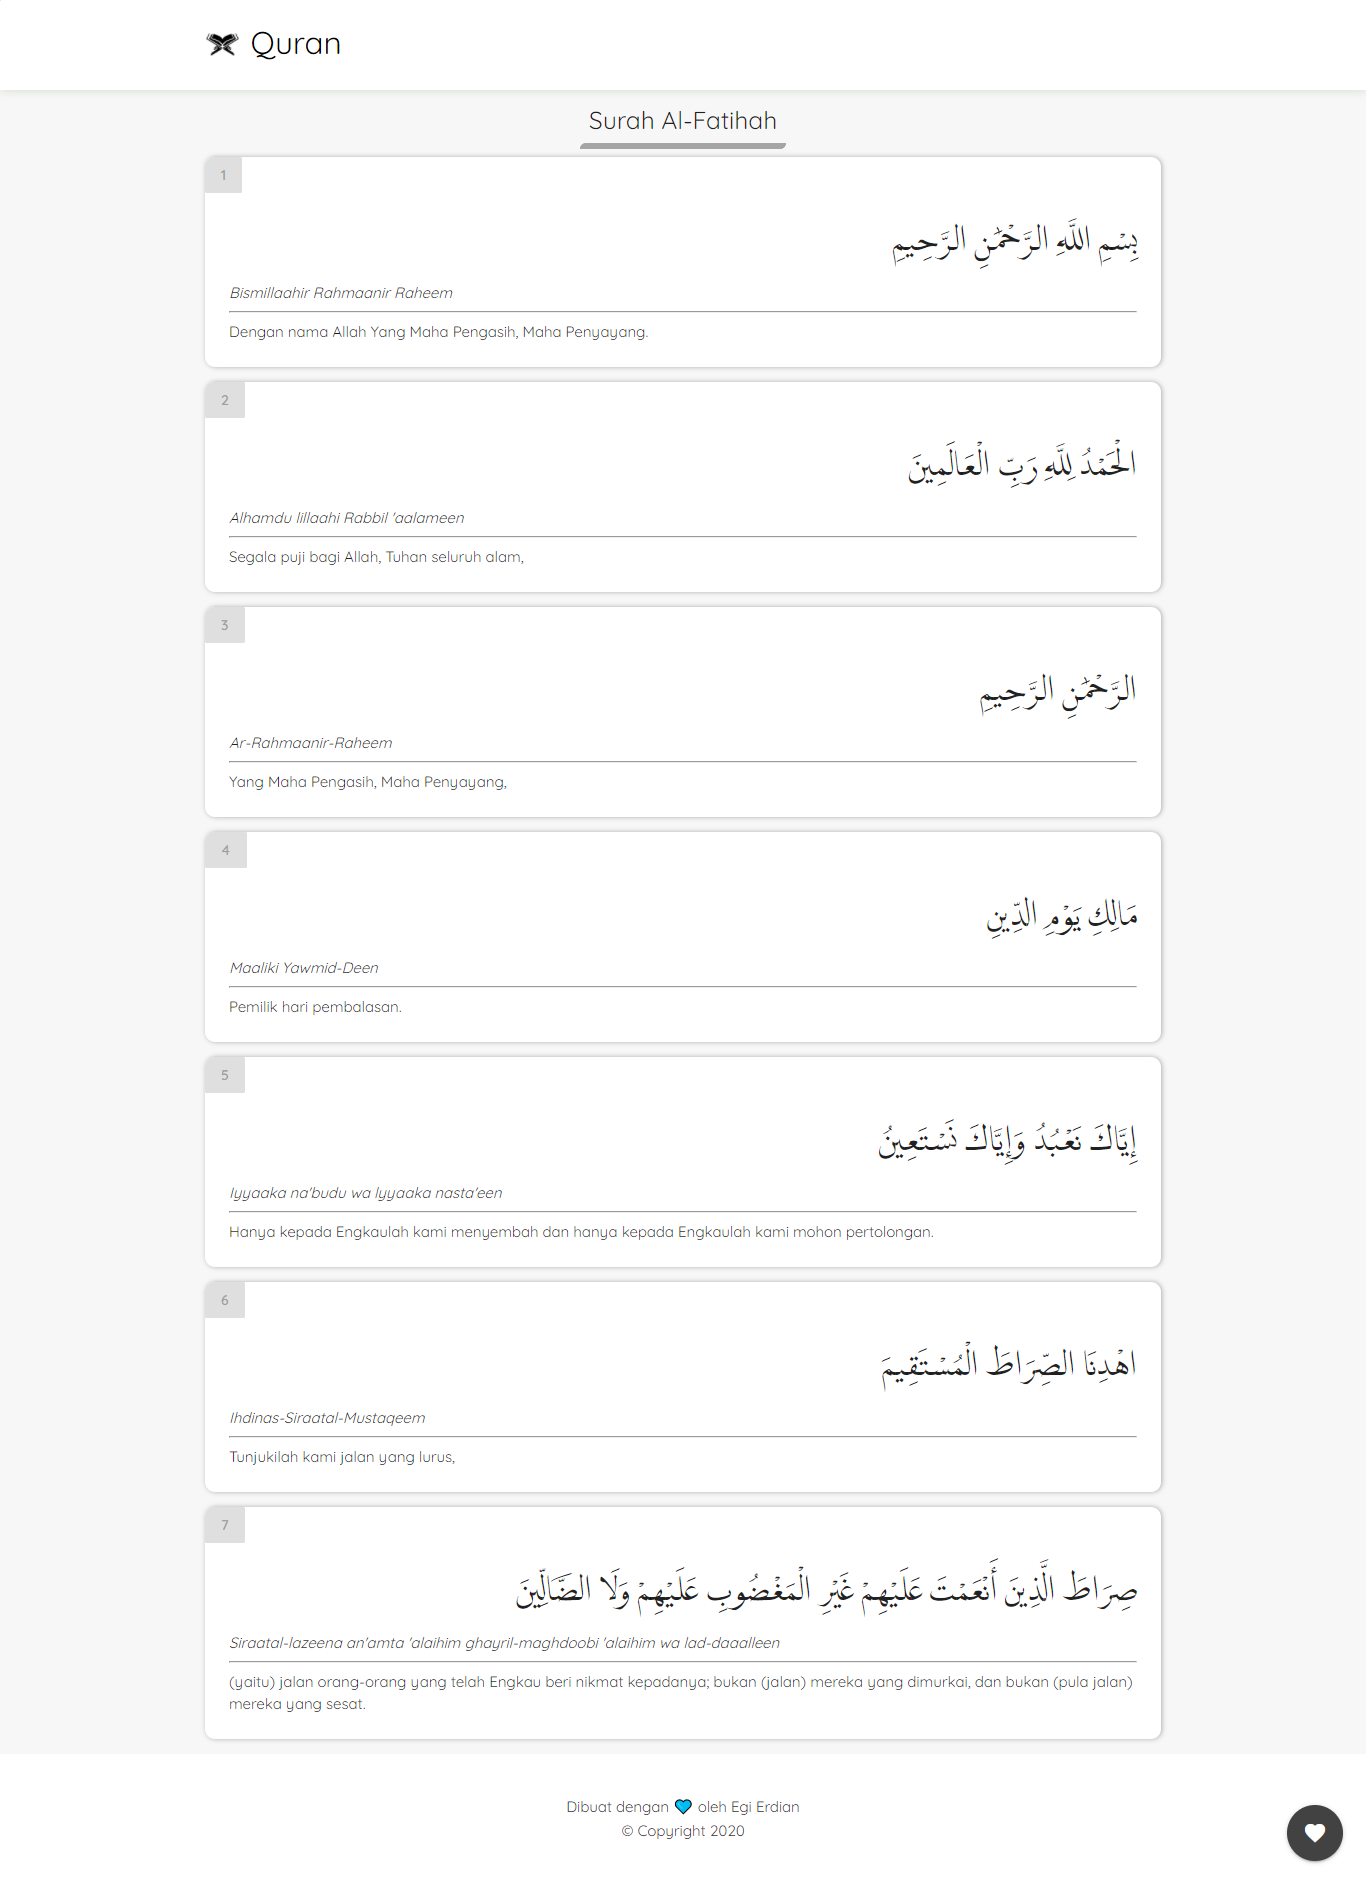 Quran
Surah Al-Fatihah
1
بِسْمِ اللَّهِ الرَّحْمَٰنِ الرَّحِيمِ
Bismillaahir Rahmaanir Raheem
Dengan nama Allah Yang Maha Pengasih, Maha Penyayang.
2
الْحَمْدُ لِلَّهِ رَبِّ الْعَالَمِينَ
Alhamdu lillaahi Rabbil 'aalameen
Segala puji bagi Allah, Tuhan seluruh alam,
3
الرَّحْمَٰنِ الرَّحِيمِ
Ar-Rahmaanir-Raheem
Yang Maha Pengasih, Maha Penyayang,
4
مَالِكِ يَوْمِ الدِّينِ
Maaliki Yawmid-Deen
Pemilik hari pembalasan.
5
إِيَّاكَ نَعْبُدُ وَإِيَّاكَ نَسْتَعِينُ
Iyyaaka na'budu wa Iyyaaka nasta'een
Hanya kepada Engkaulah kami menyembah dan hanya kepada Engkaulah kami mohon pertolongan.
6
اهْدِنَا الصِّرَاطَ الْمُسْتَقِيمَ
Ihdinas-Siraatal-Mustaqeem
Tunjukilah kami jalan yang lurus,
7
صِرَاطَ الَّذِينَ أَنْعَمْتَ عَلَيْهِمْ غَيْرِ الْمَغْضُوبِ عَلَيْهِمْ وَلَا الضَّالِّينَ
Siraatal-lazeena an'amta 'alaihim ghayril-maghdoobi 'alaihim wa lad-daaalleen
(yaitu) jalan orang-orang yang telah Engkau beri nikmat kepadanya; bukan (jalan) mereka yang dimurkai, dan bukan (pula jalan)
mereka yang sesat.
Dibuat dengan oleh Egi Erdian
© Copyright 2020